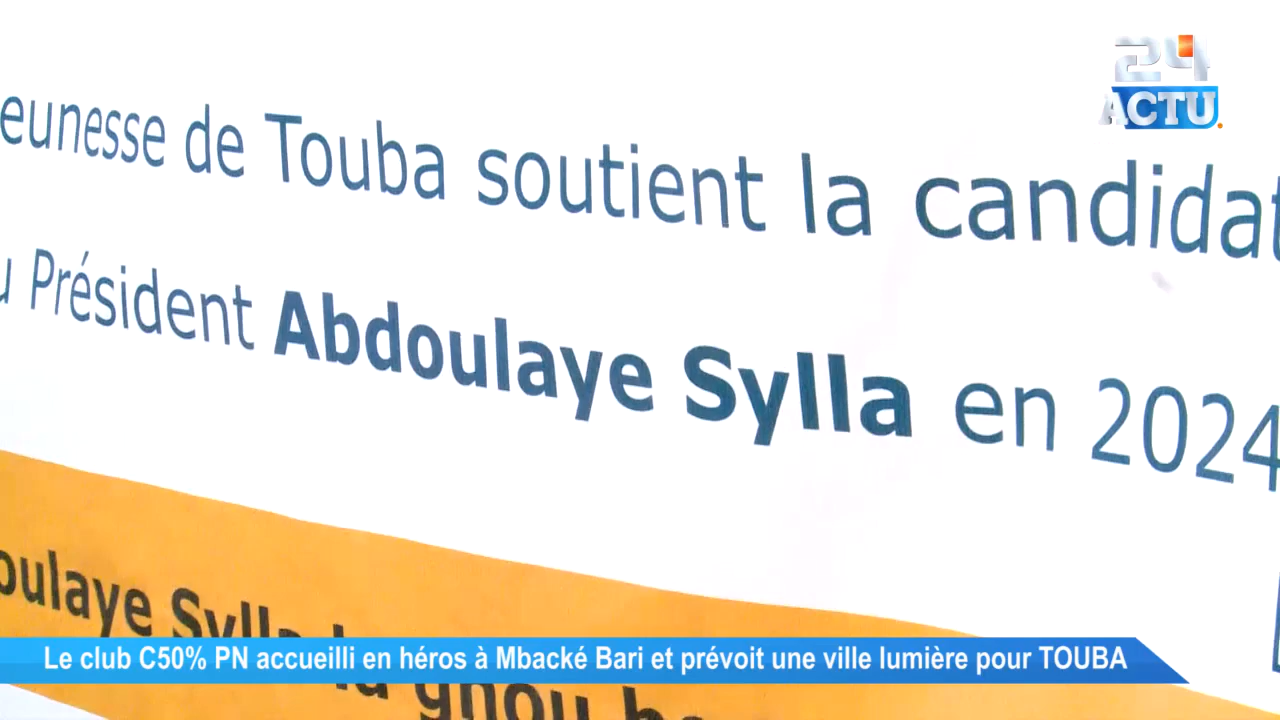 24
ACTU
eunesse de Touba soutient la candidat
u Président Abdoulaye Sylla en 2024
oulaye Sylla
Le club C50% PN accueilli en héros à Mbacké Bari et prévoit une ville lumière pour TOUBA